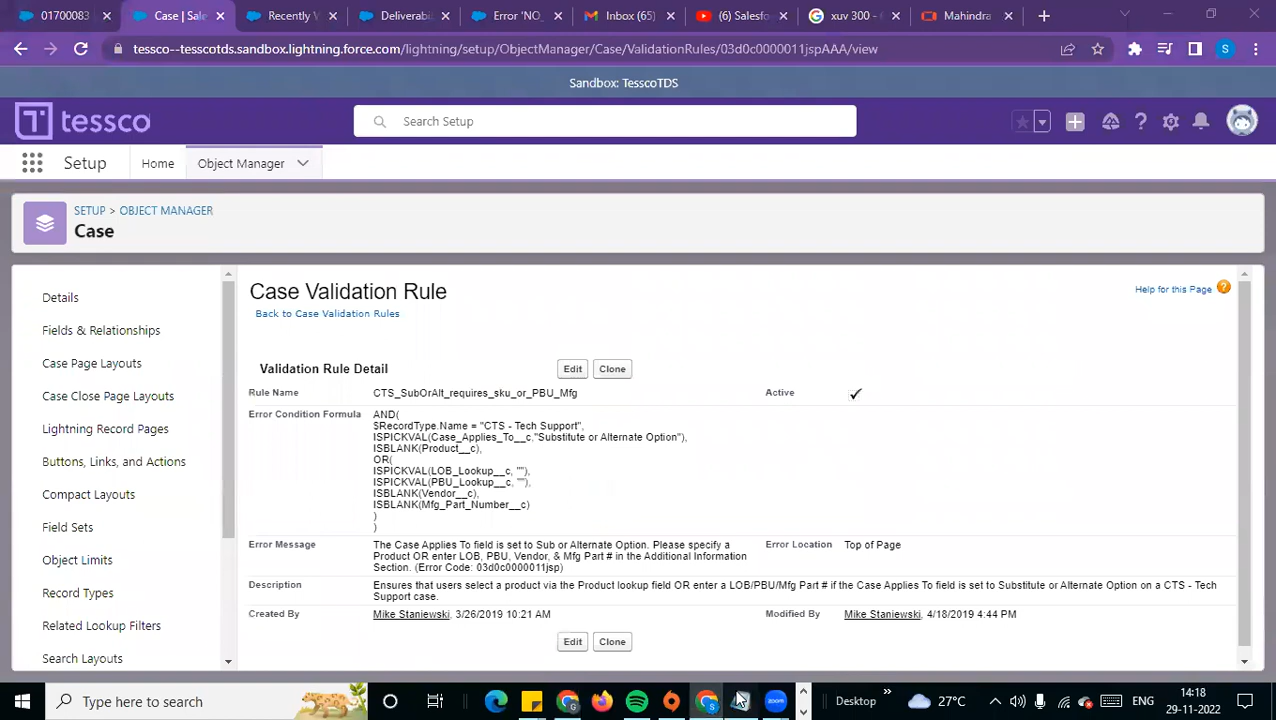 01700083
Case | Sale
Recently V
Deliverabi
Error 'NO_
Inbox (65)
(6) Salesfo
xuv 300 -
Mahindra
tessco--tesscotds.sandbox.lightning.force.com/lightning/setup/ObjectManager/Case/ValidationRules/03d0c0000011jspAAA/view
S
Sandbox: TesscoTDS
tessco
Search Setup
Setup
Home
Object Manager
SETUP > OBJECT MANAGER
Case
Details
Fields & Relationships
Case Page Layouts
Case Close Page Layouts
Lightning Record Pages
Buttons, Links, and Actions
Compact Layouts
Field Sets
Object Limits
Record Types
Related Lookup Filters
Search Layouts
Case Validation Rule
Help for this Page
Back to Case Validation Rules
Validation Rule Detail
Edit
Clone
Rule Name
CTS_SubOrAlt_requires_sku_or_PBU_Mfg
Active
Error Condition Formula
AND(
$RecordType.Name = "CTS - Tech Support",
ISPICKVAL(Case_Applies_To__c,"Substitute or Alternate Option"),
ISBLANK(Product__c),
OR(
ISPICKVAL(LOB_Lookup__c, ""),
ISPICKVAL(PBU_Lookup__c, ""),
ISBLANK(Vendor__c),
ISBLANK(Mfg_Part_Number__c)
)
)
Error Message
The Case Applies To field is set to Sub or Alternate Option. Please specify a
Product OR enter LOB, PBU, Vendor, & Mfg Part # in the Additional Information
Section. (Error Code: 03d0c0000011jsp)
Error Location
Top of Page
Description
Ensures that users select a product via the Product lookup field OR enter a LOB/PBU/Mfg Part # if the Case Applies To field is set to Substitute or Alternate Option on a CTS - Tech
Support case.
Created By
Mike Staniewski, 3/26/2019 10:21 AM
Modified By
Mike Staniewski, 4/18/2019 4:44 PM
Edit
Clone
Type here to search
zoom
Desktop
27°C
ENG
14:18
29-11-2022